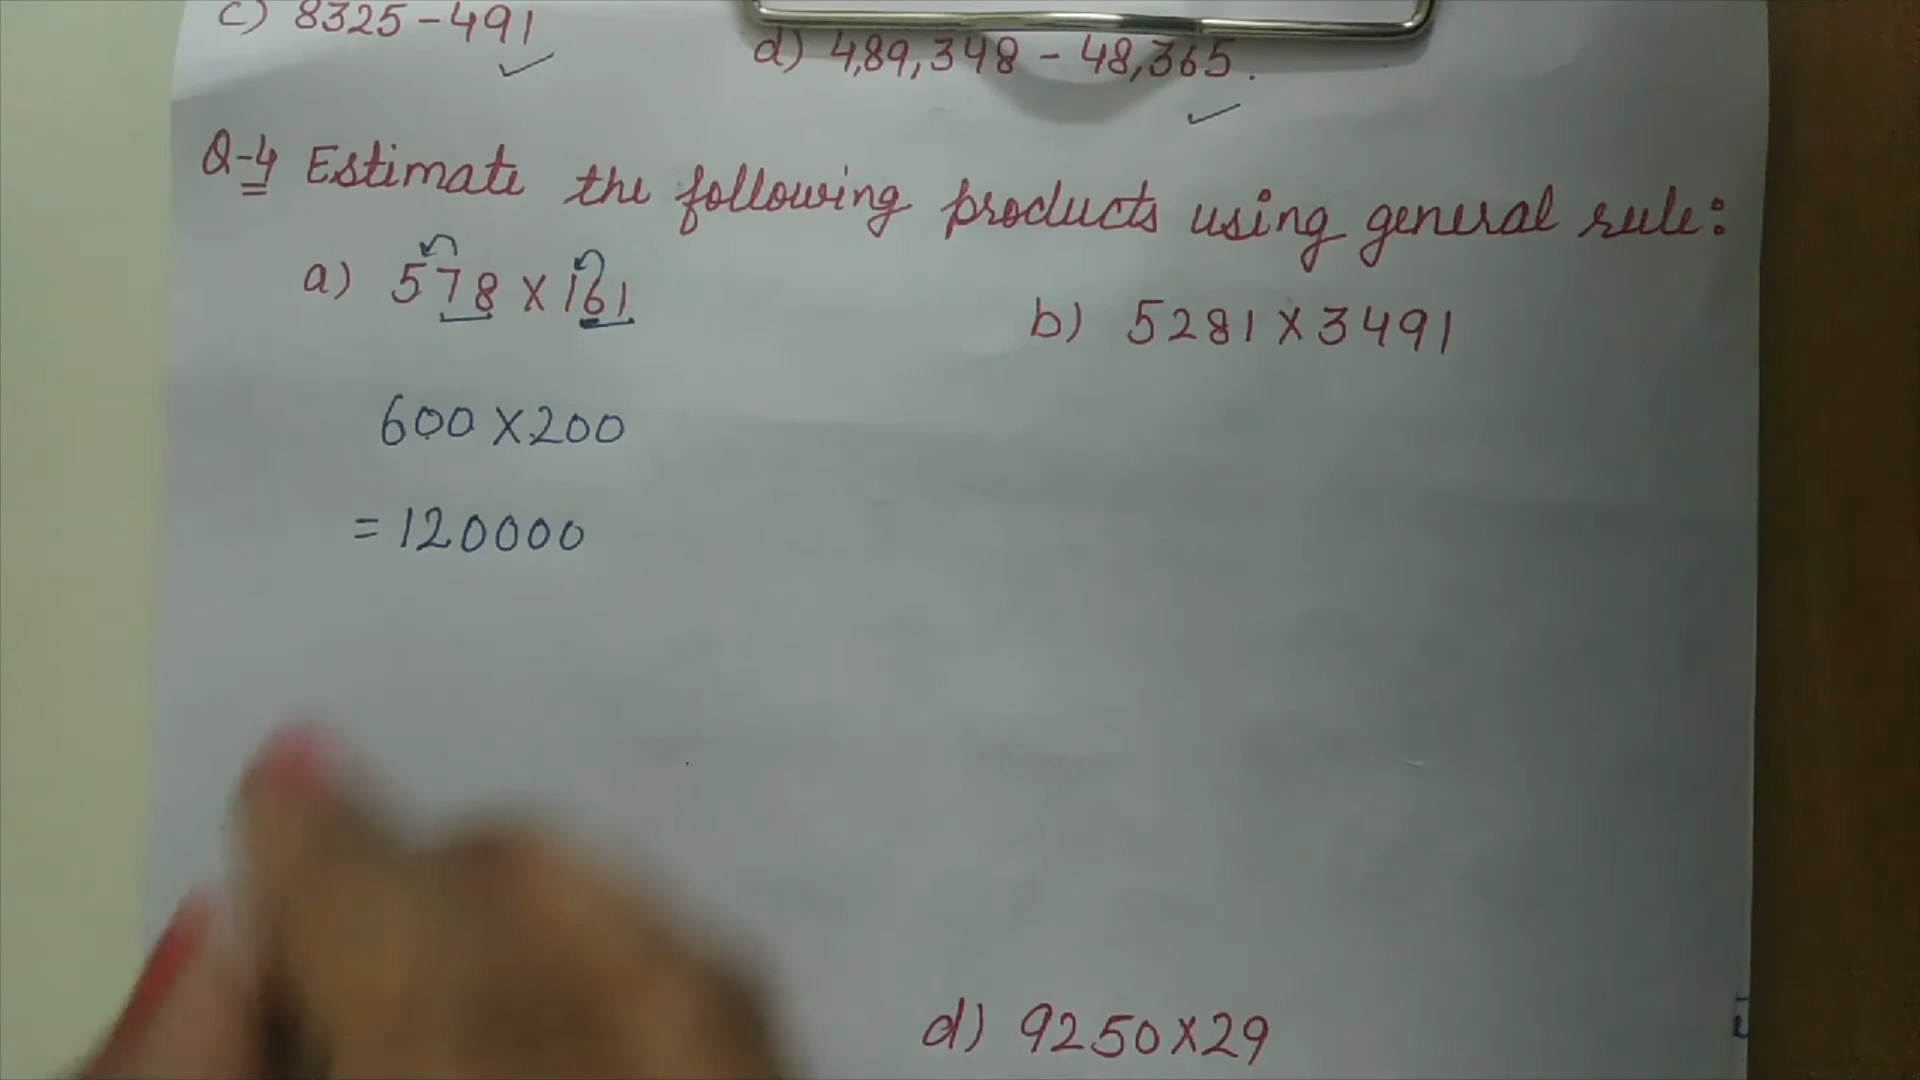 c) 8325-491
d) 4,89,348 - 48,365.
Q-4 Estimate the following products using general rule:
a) 578 X 161
b) 5281 X 3491
600 X 200
= 120000
d) 9250 X 29